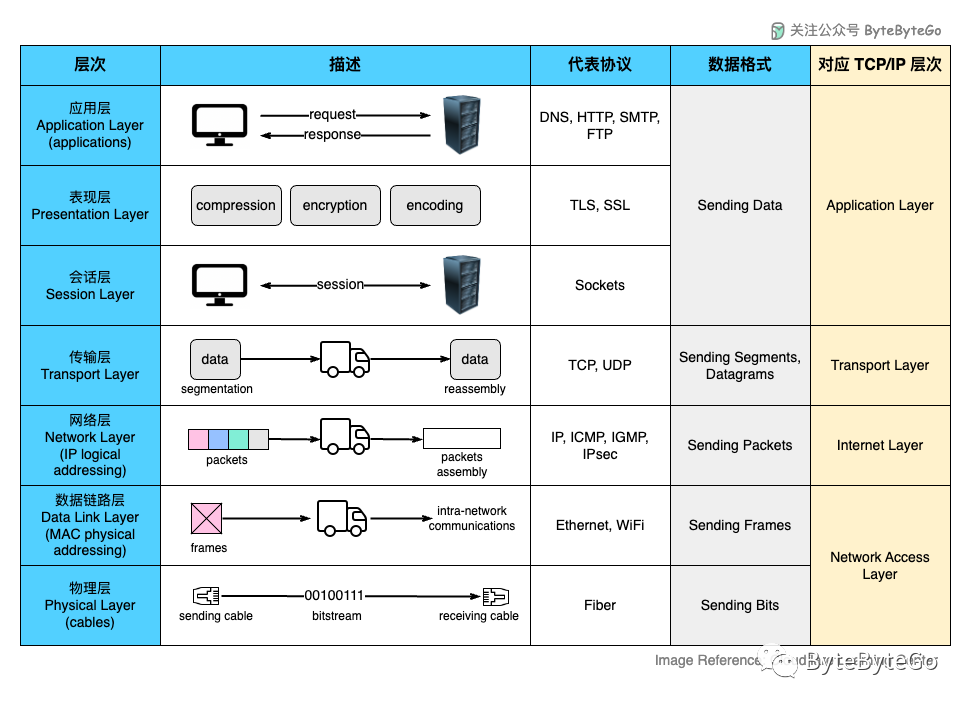 关注公众号 ByteByteGo
层次
描述
代表协议
数据格式
对应 TCP/IP 层次
应用层
Application Layer
(applications)
request
response
DNS, HTTP, SMTP,
FTP
表现层
Presentation Layer
compression
encryption
encoding
TLS, SSL
Sending Data
Application Layer
会话层
Session Layer
session
Sockets
传输层
Transport Layer
data
segmentation
data
reassembly
TCP, UDP
Sending Segments,
Datagrams
Transport Layer
网络层
Network Layer
(IP logical
addressing)
packets
packets
assembly
IP, ICMP, IGMP,
IPsec
Sending Packets
Internet Layer
数据链路层
Data Link Layer
(MAC physical
addressing)
frames
intra-network
communications
Ethernet, WiFi
Sending Frames
Network Access
Layer
物理层
Physical Layer
(cables)
sending cable
00100111
bitstream
receiving cable
Fiber
Sending Bits
Image Reference
ByteByteGo